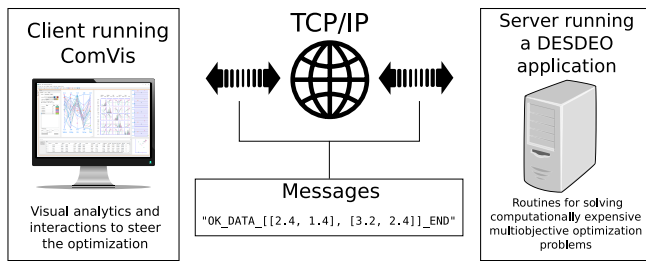 Client running
ComVis
Visual analytics and
interactions to steer
the optimization
TCP/IP
Messages
"OK_DATA_[[2.4, 1.4], [3.2, 2.4]]_END"
Server running
a DESDEO
application
Routines for solving
computationally expensive
multiobjective optimization
problems